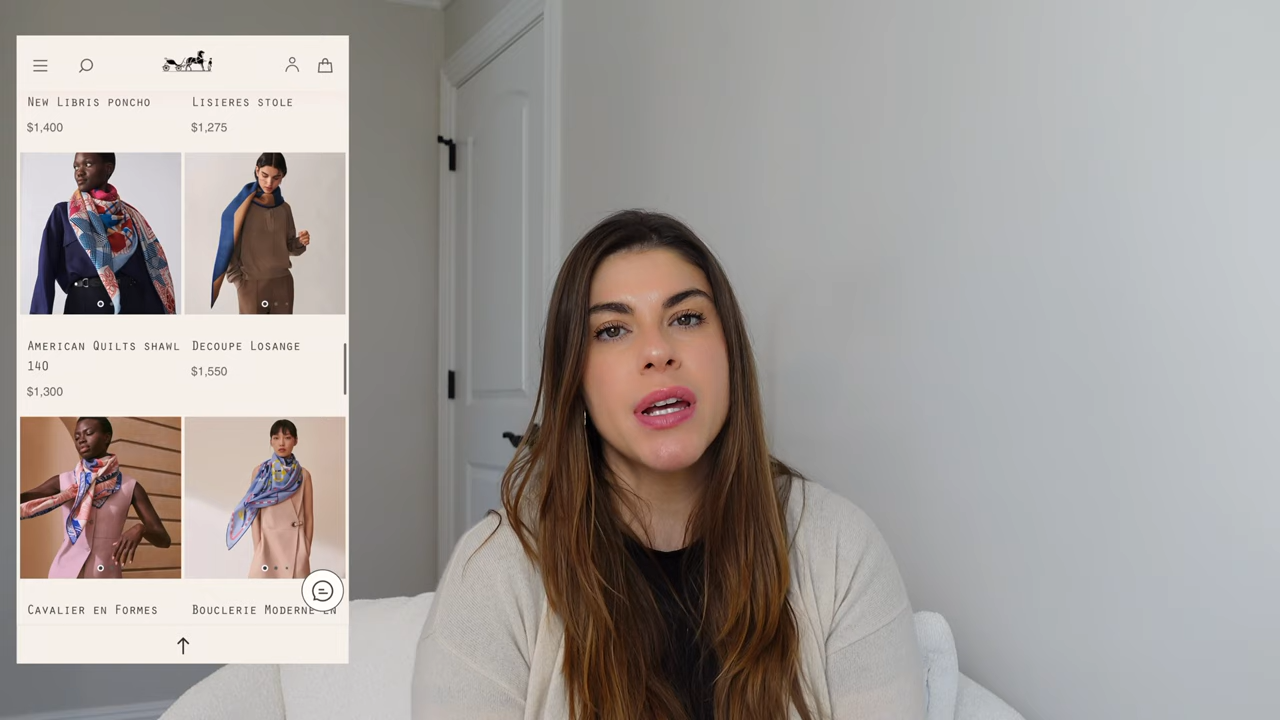 New Libris poncho
Lisieres stole
$1,400
$1,275
American Quilts shawl
140
Decoupe Losange
$1,550
$1,300
Cavalier en Formes
Bouclerie Moderne en